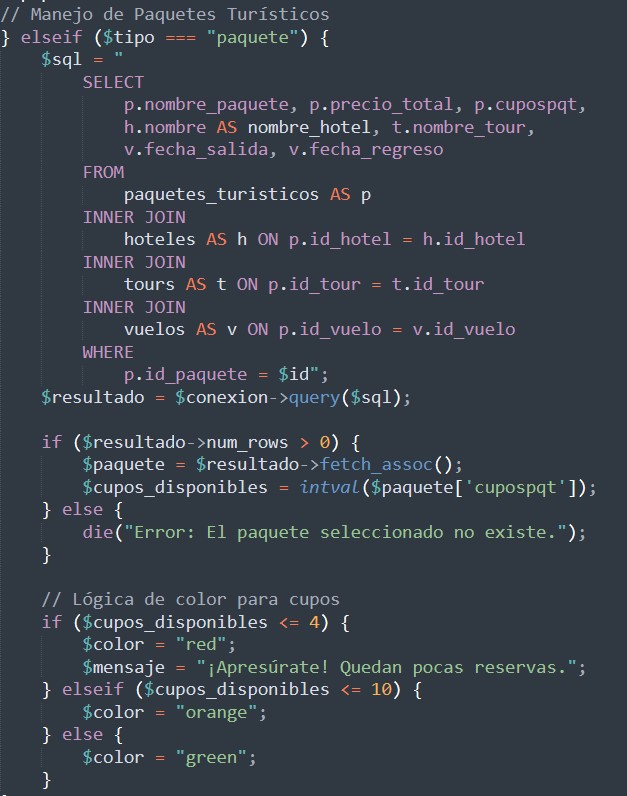 // Manejo de Paquetes Turísticos
} elseif ($tipo === "paquete") {
    $sql = "
        SELECT
            p.nombre_paquete, p.precio_total, p.cupospqt,
            h.nombre AS nombre_hotel, t.nombre_tour,
            v.fecha_salida, v.fecha_regreso
        FROM
            paquetes_turisticos AS p
        INNER JOIN
            hoteles AS h ON p.id_hotel = h.id_hotel
        INNER JOIN
            tours AS t ON p.id_tour = t.id_tour
        INNER JOIN
            vuelos AS v ON p.id_vuelo = v.id_vuelo
        WHERE
            p.id_paquete = $id";
    $resultado = $conexion->query($sql);

    if ($resultado->num_rows > 0) {
        $paquete = $resultado->fetch_assoc();
        $cupos_disponibles = intval($paquete['cupospqt']);
    } else {
        die("Error: El paquete seleccionado no existe.");
    }

    // Lógica de color para cupos
    if ($cupos_disponibles <= 4) {
        $color = "red";
        $mensaje = "¡Apresúrate! Quedan pocas reservas.";
    } elseif ($cupos_disponibles <= 10) {
        $color = "orange";
    } else {
        $color = "green";
    }